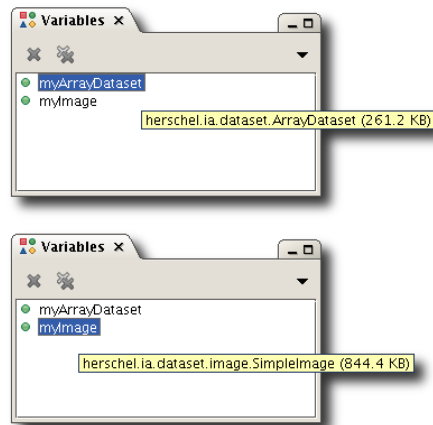 Variables
myArrayDataset
myImage
herschel.ia.dataset.ArrayDataset (261.2 KB)
Variables
myArrayDataset
myImage
herschel.ia.dataset.image.SimpleImage (844.4 KB)